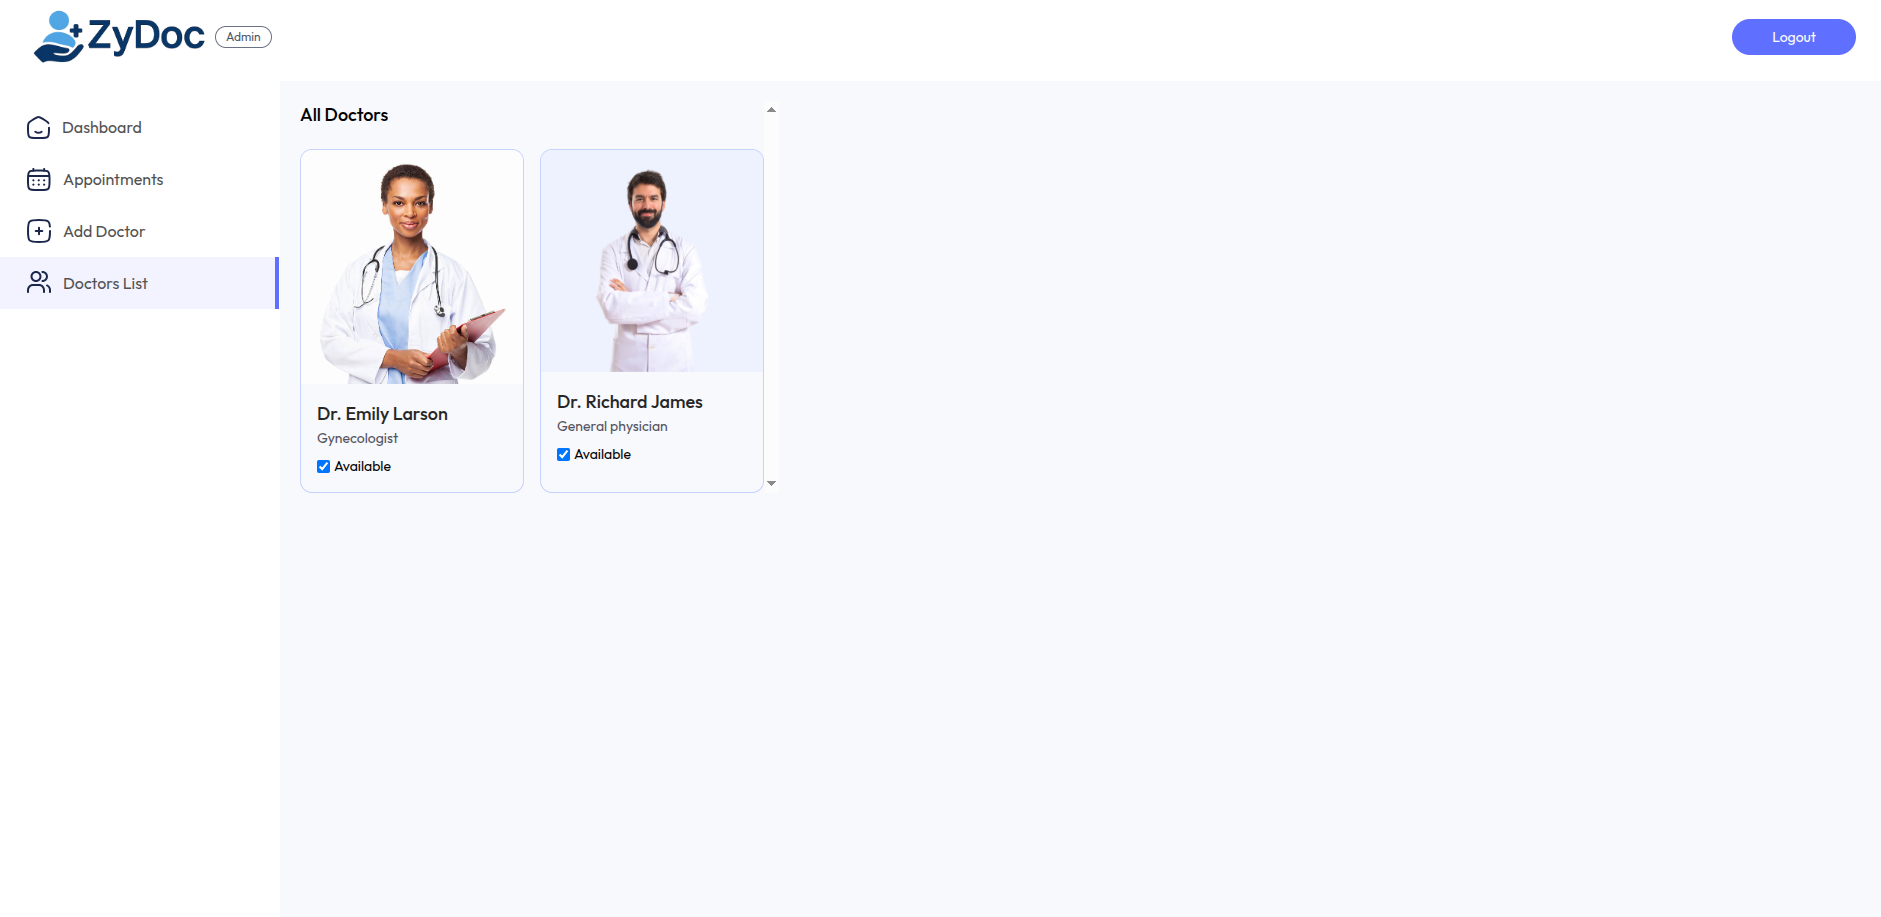 ZyDoc
Admin
Logout
Dashboard
Appointments
Add Doctor
Doctors List
All Doctors
Dr. Emily Larson
Gynecologist
Available
Dr. Richard James
General physician
Available